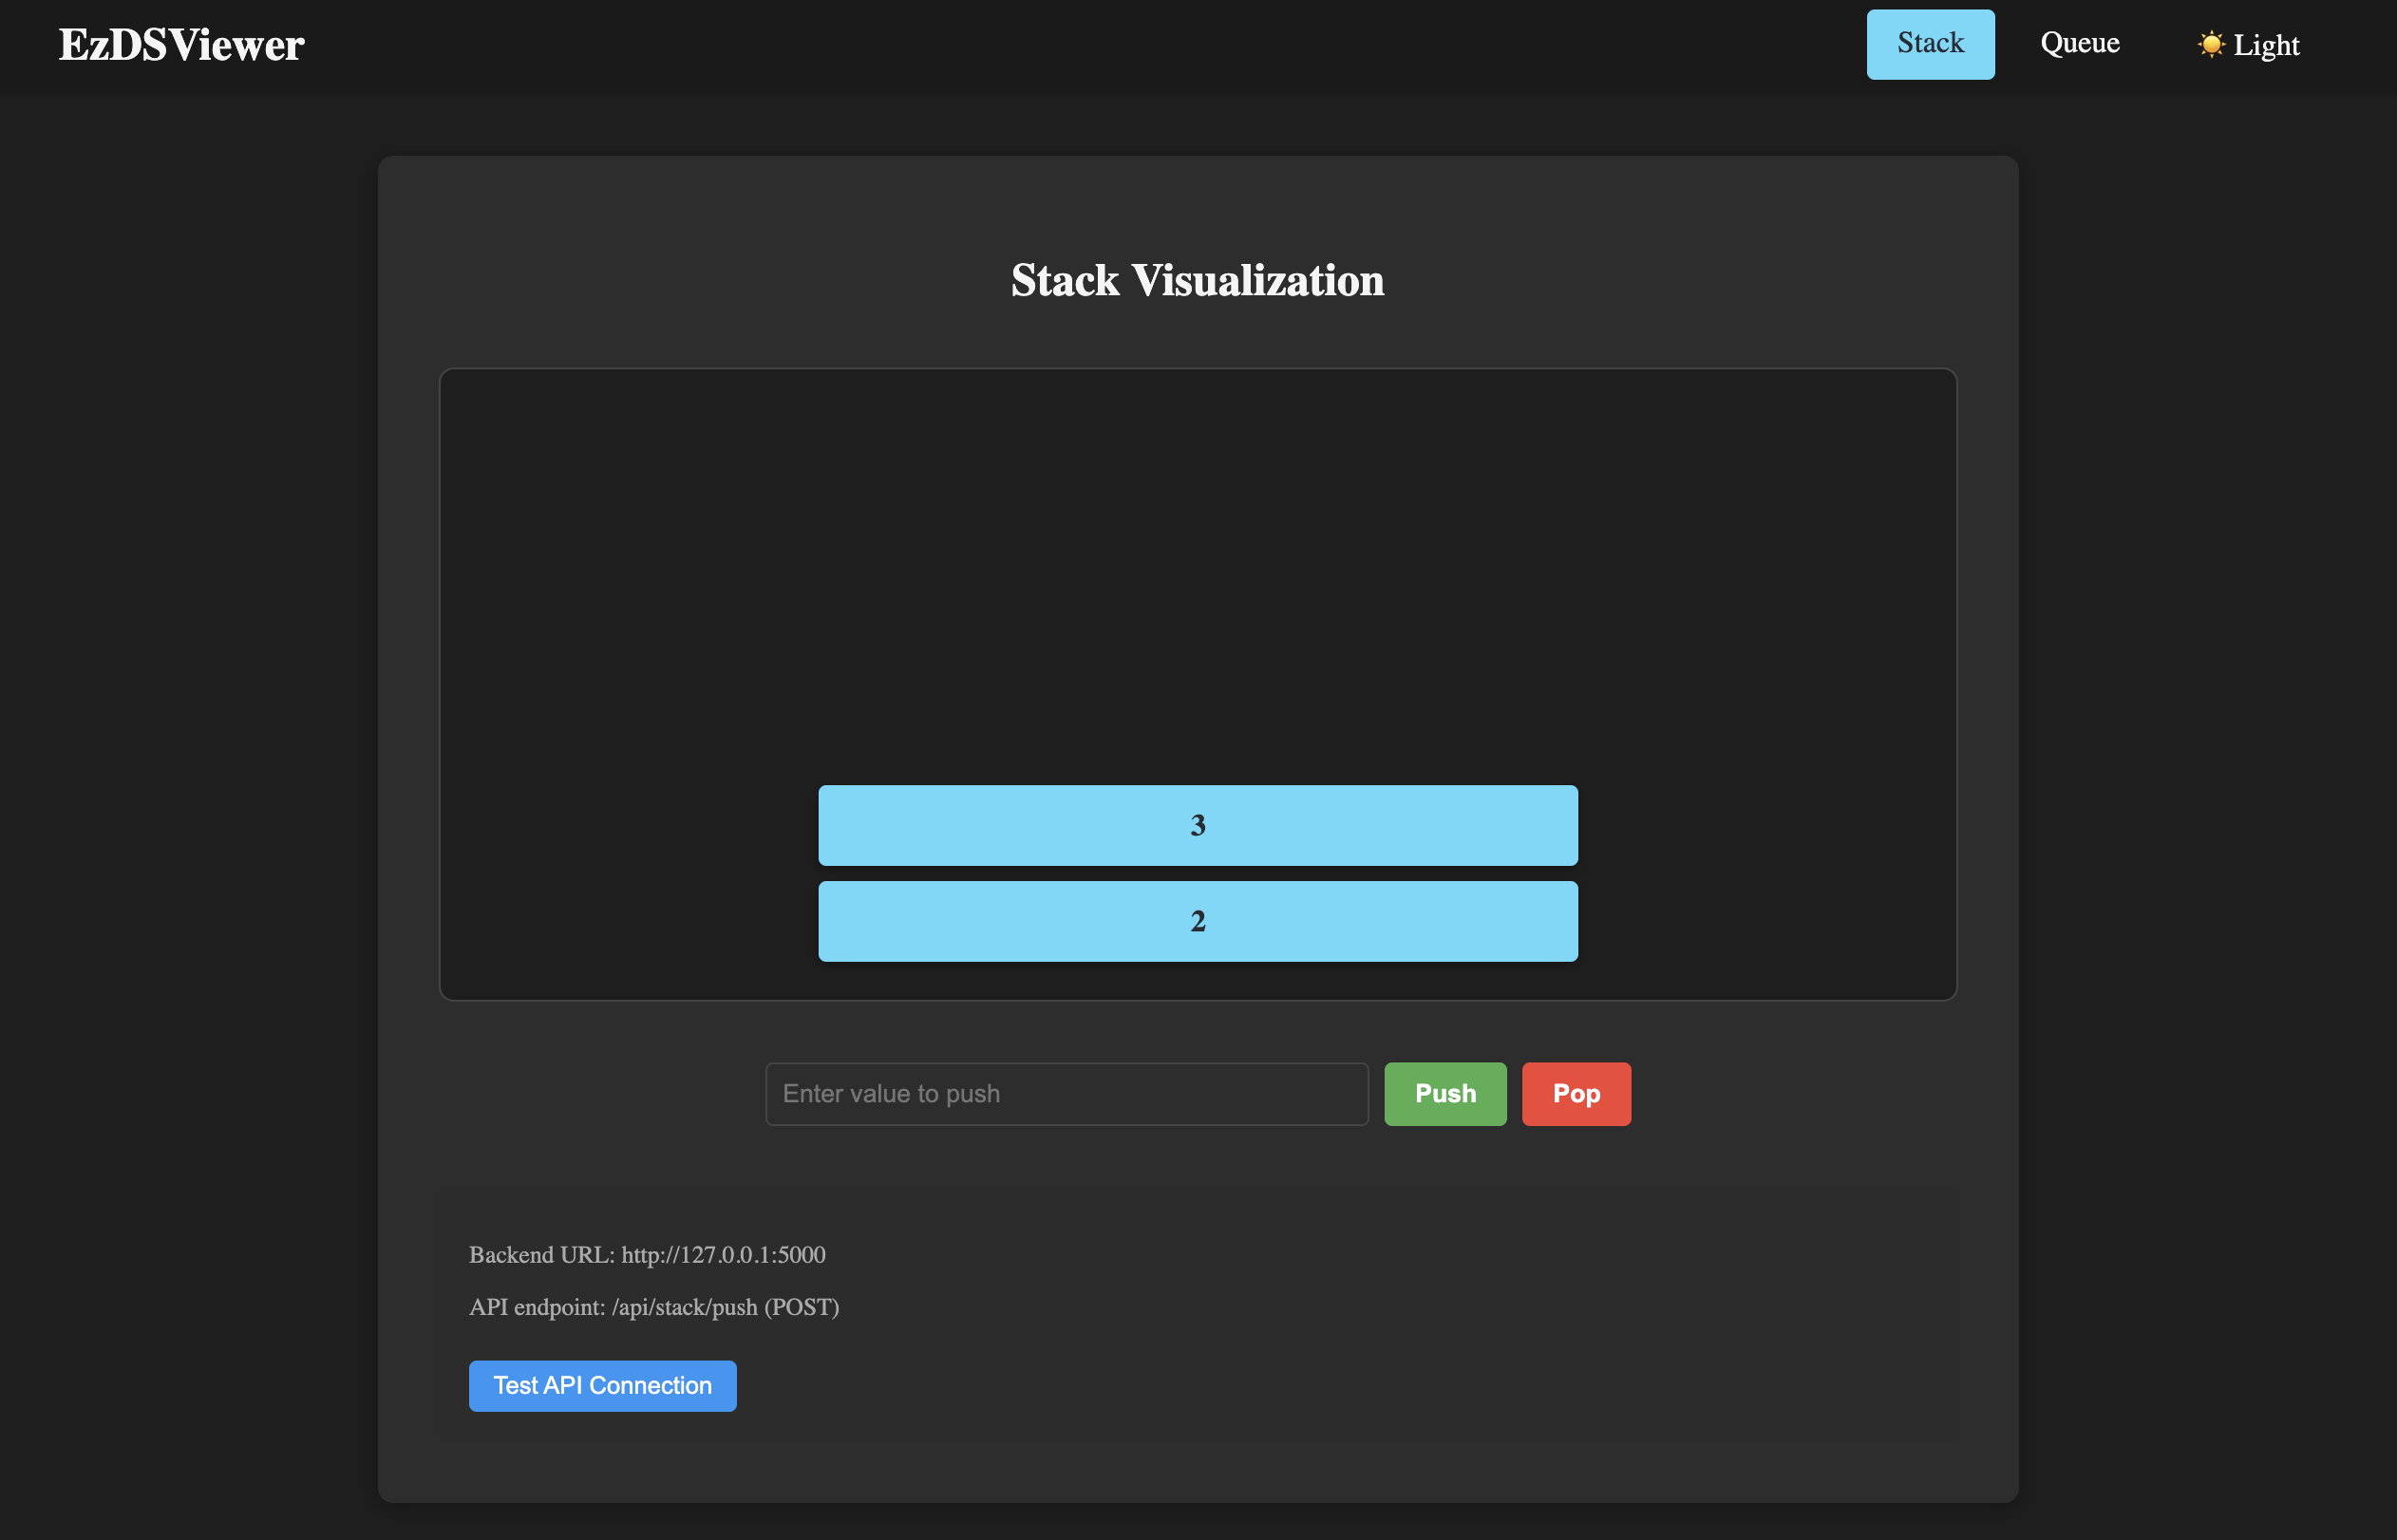 EzDSViewer
Stack
Queue
☀️ Light
Stack Visualization
3
2
Enter value to push
Push
Pop
Backend URL: http://127.0.0.1:5000
API endpoint: /api/stack/push (POST)
Test API Connection